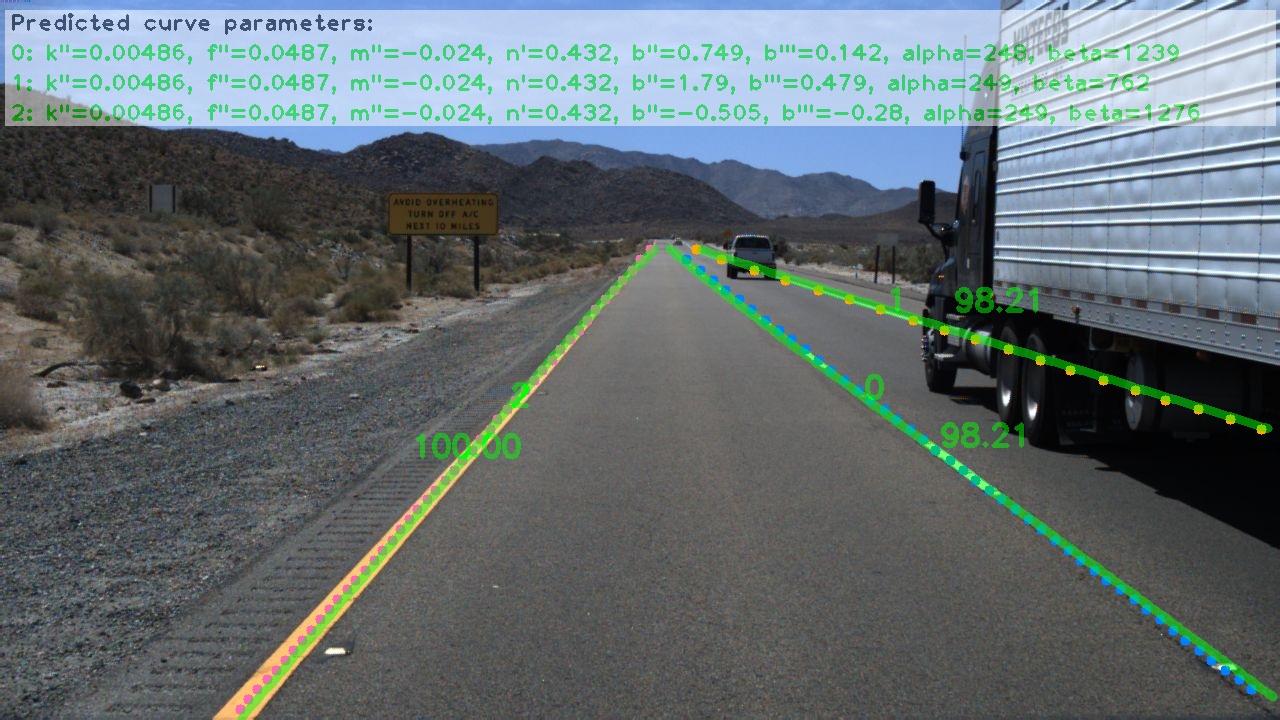 Predicted curve parameters:
0: k''=0.00486, f''=0.0487, m''=-0.024, n'=0.432, b''=0.749, b'''=0.142, alpha=248, beta=1239
1: k''=0.00486, f''=0.0487, m''=-0.024, n'=0.432, b''=1.79, b'''=0.479, alpha=249, beta=762
2: k''=0.00486, f''=0.0487, m''=-0.024, n'=0.432, b''=-0.505, b'''=-0.28, alpha=249, beta=1276
AVOID OVERHEATING
TURN OFF A/C
NEXT 10 MILES
1 98.21
0
98.21
2
100.00